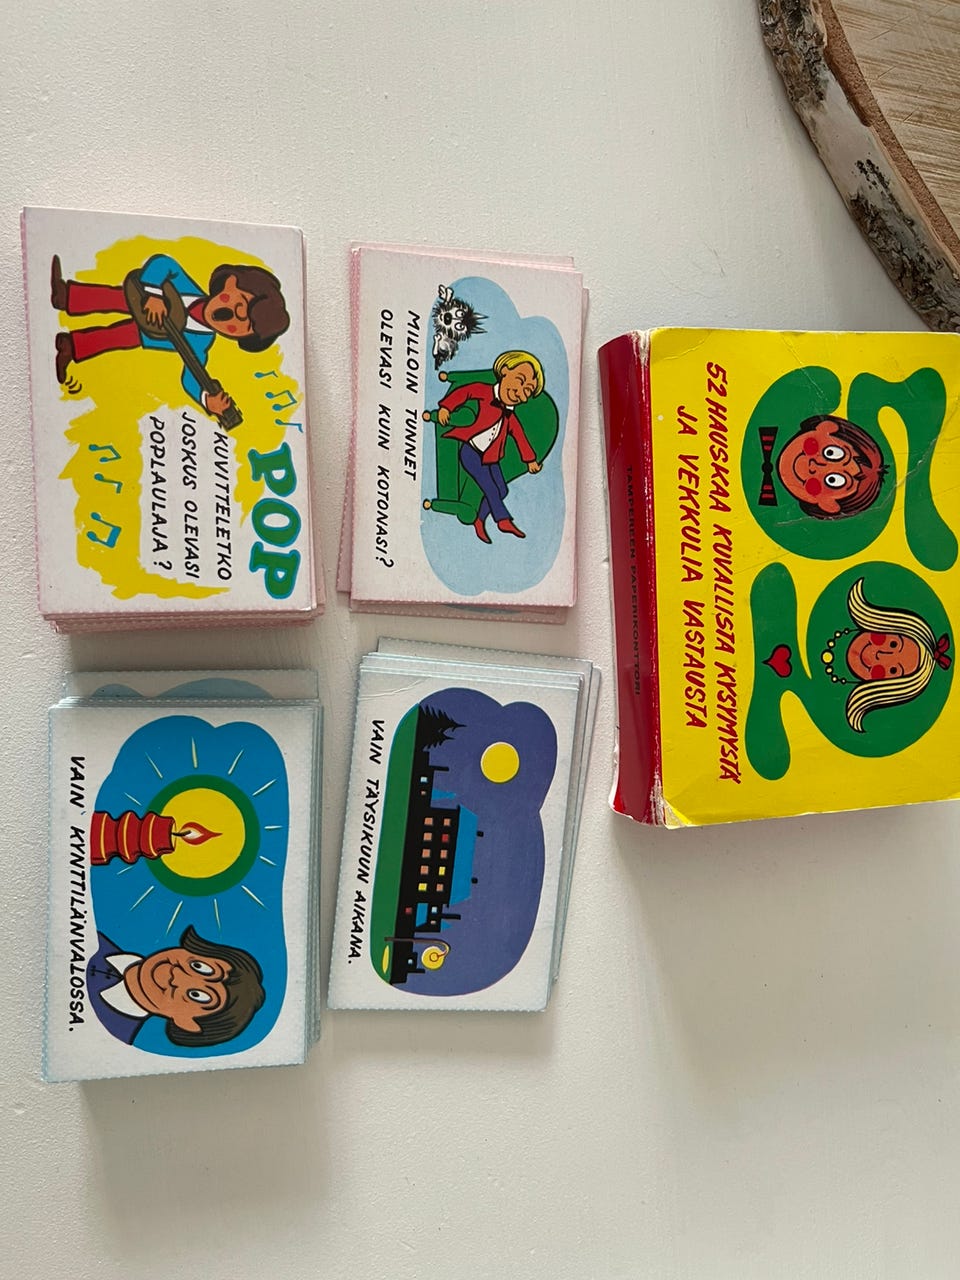 52 HAUSKAA KUVALLISTA KYSYMYSTÄ
JA VEKKULIA VASTAUSTA
TAMPEREEN PAPERIKONTTORI
MILLOIN TUNNET
OLEVASI KUIN KOTONASI?
VAIN TÄYSIKUUN AIKANA.
POP
KUVITTELETKO
JOSKUS OLEVASI
POPLAULAJA?
VAIN KYNTTILÄNVALOSSA.